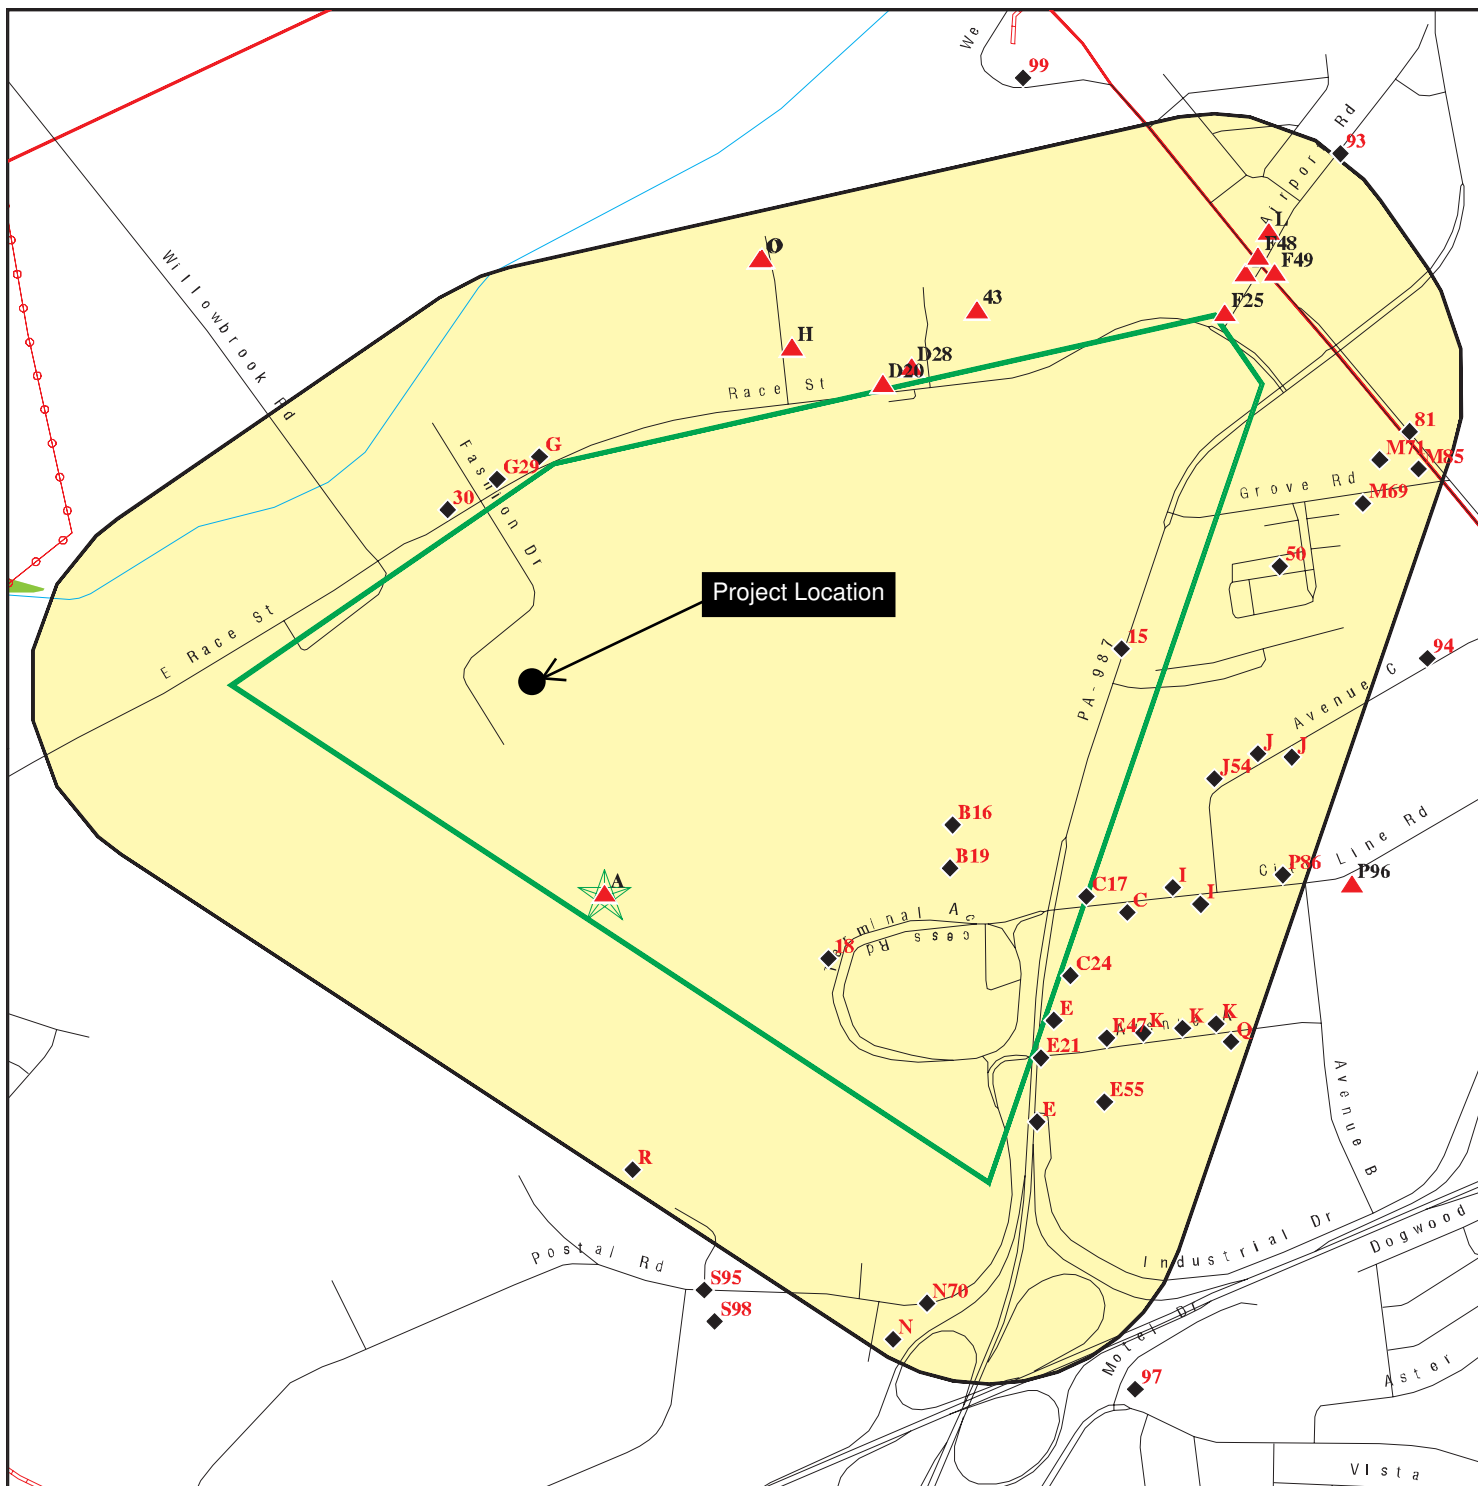 We
99
Airport Rd
93
L
F48
F49
F25
O
43
H
D28
D20
Race St
Willowbrook Rd
81
M71
M85
M69
Grove Rd
G
G29
30
Fashion Dr
50
Project Location
E Race St
15
94
PA-987
Avenue C
J
J
J54
B16
B19
City Line Rd
P86
P96
A
I
I
C17
C
Terminal Access Rd
C24
E
E47
K
K
K
Avenue A
Q
E21
E55
E
Avenue B
R
Postal Rd
S95
S98
N70
N
Industrial Dr
Dogwood
Motel Dr
97
Aster
Vista